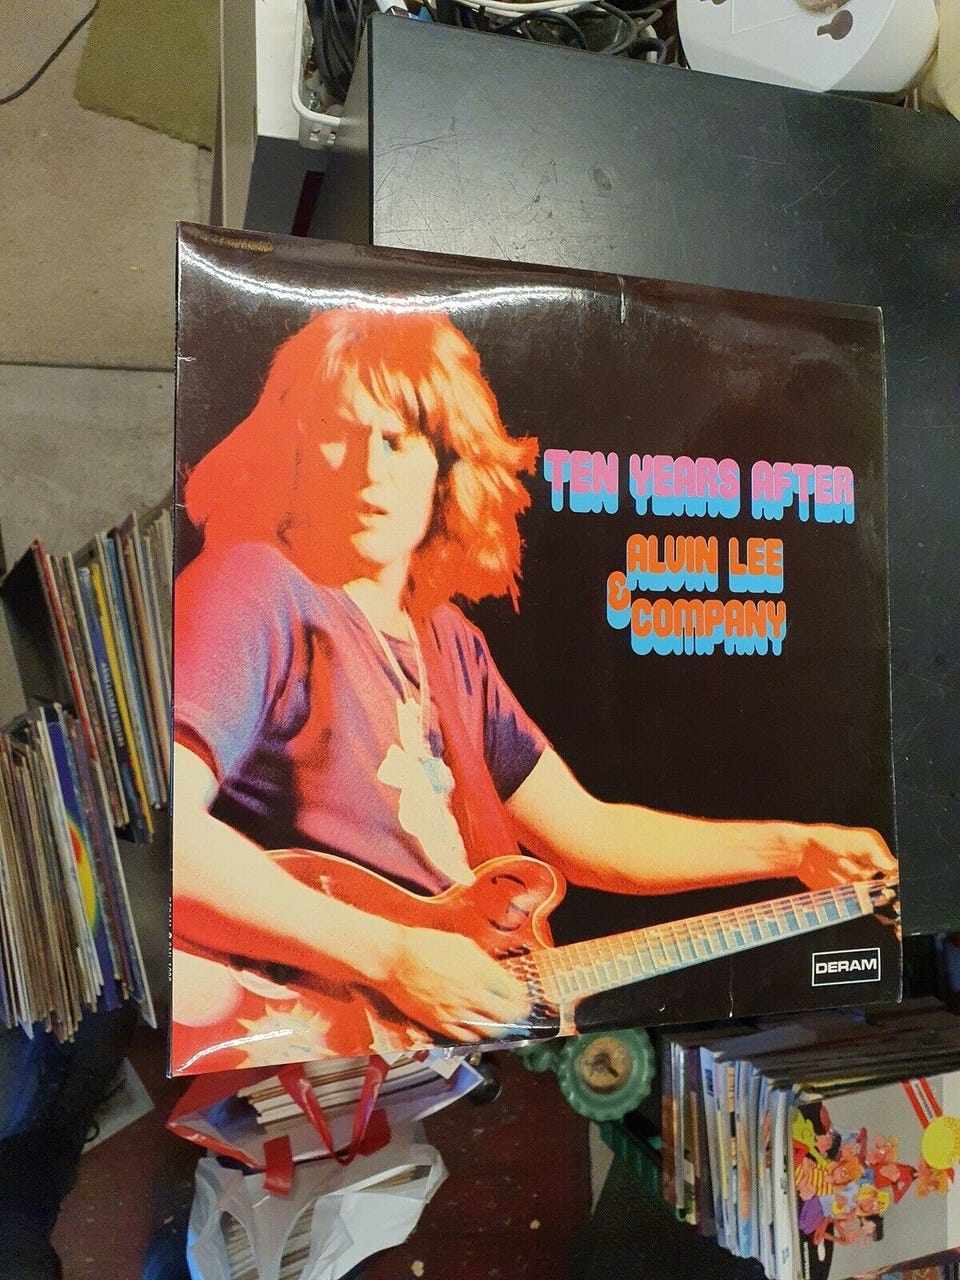 TEN YEARS AFTER
ALVIN LEE
& COMPANY
DERAM